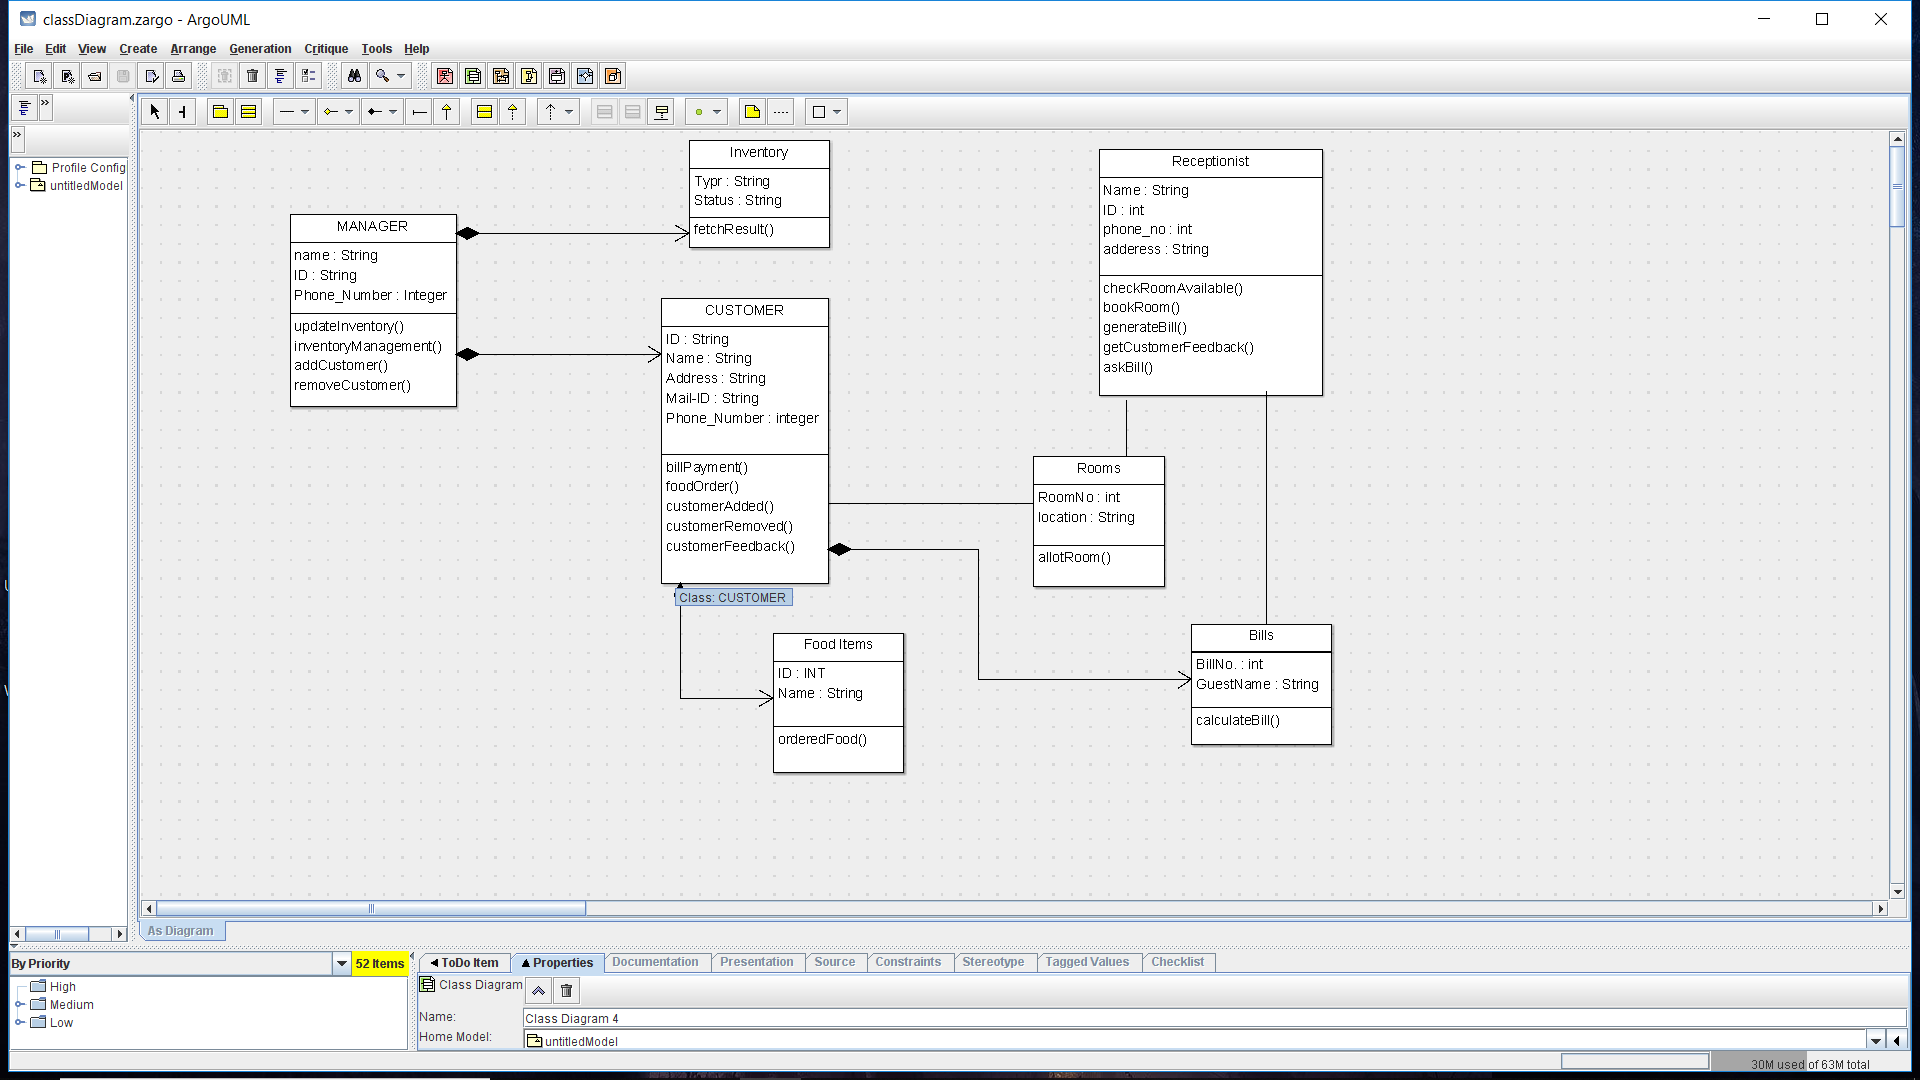 classDiagram.zargo - ArgoUML
File Edit View Create Arrange Generation Critique Tools Help
Profile Config
untitledModel
Inventory
Typr : String
Status : String
fetchResult()
MANAGER
name : String
ID : String
Phone_Number : Integer
updateInventory()
inventoryManagement()
addCustomer()
removeCustomer()
CUSTOMER
ID : String
Name : String
Address : String
Mail-ID : String
Phone_Number : integer
billPayment()
foodOrder()
customerAdded()
customerRemoved()
customerFeedback()
Class: CUSTOMER
Food Items
ID : INT
Name : String
orderedFood()
Receptionist
Name : String
ID : int
phone_no : int
adderess : String
checkRoomAvailable()
bookRoom()
generateBill()
getCustomerFeedback()
askBill()
Rooms
RoomNo : int
location : String
allotRoom()
Bills
BillNo. : int
GuestName : String
calculateBill()
As Diagram
By Priority
52 Items
High
Medium
Low
ToDo Item Properties Documentation Presentation Source Constraints Stereotype Tagged Values Checklist
Class Diagram
Name: Class Diagram 4
Home Model: untitledModel
30M used of 63M total